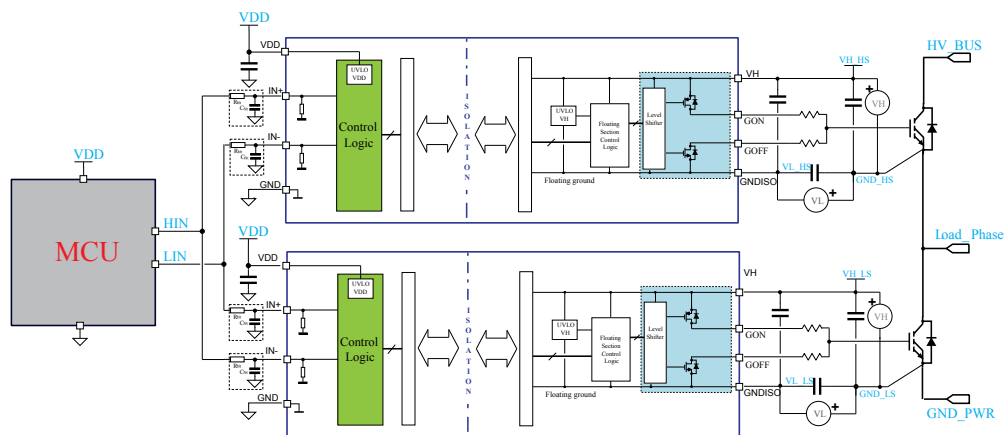 VDD
VDD
UVLO
VDD
IN+
Control
Logic
IN-
GND
ISOLATION
UVLO
VH
Floating
Section
Control
Logic
Level
Shifter
Floating ground
VH
GON
GOFF
GNDISO
VH_HS
VH
VL_HS
VL
GND_HS
HV_BUS
VDD
MCU
HIN
LIN
Load_Phase
VDD
VDD
UVLO
VDD
IN+
Control
Logic
IN-
GND
ISOLATION
UVLO
VH
Floating
Section
Control
Logic
Level
Shifter
Floating ground
VH
GON
GOFF
GNDISO
VH_LS
VH
VL_LS
VL
GND_LS
GND_PWR